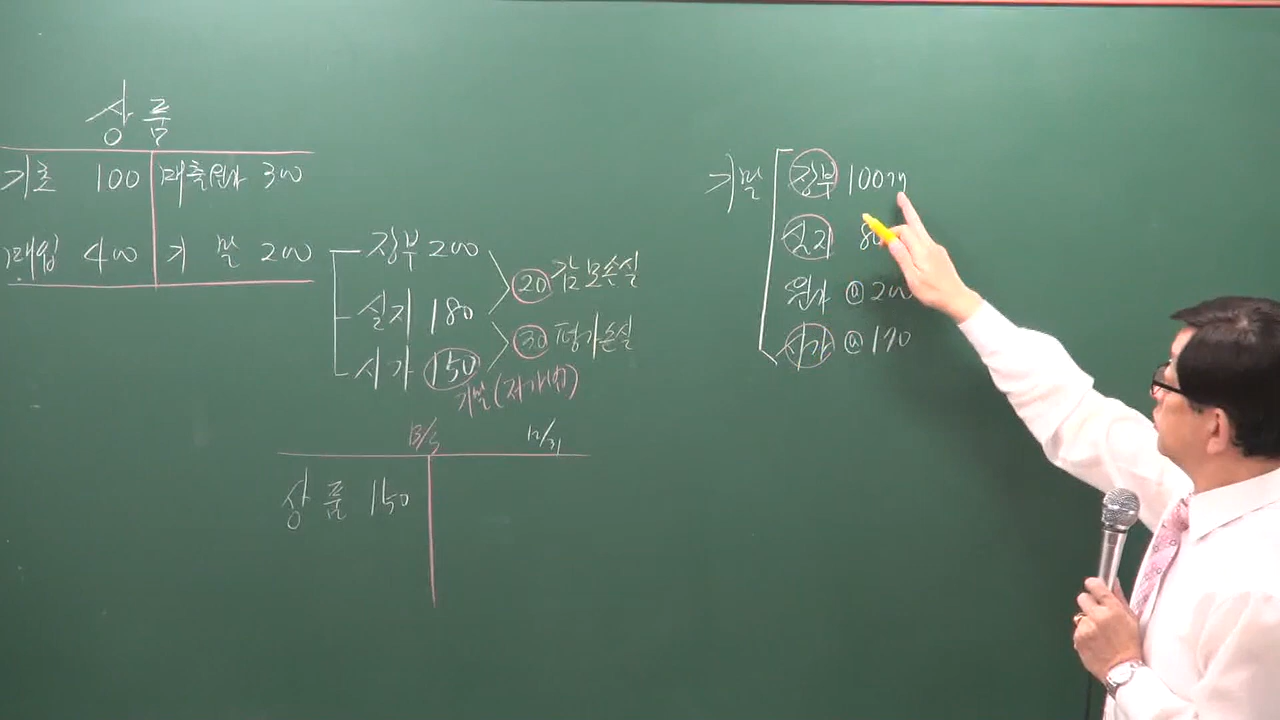 상품
기초 100 매출원가 300
매입 400 기말 200
장부 200
실지 180
시가 150
20 감모손실
30 평가손실
기말(저가법)
B/S 12/31
상품 150
기말
장부 100개
실지 80
원가 @200
시가 @190